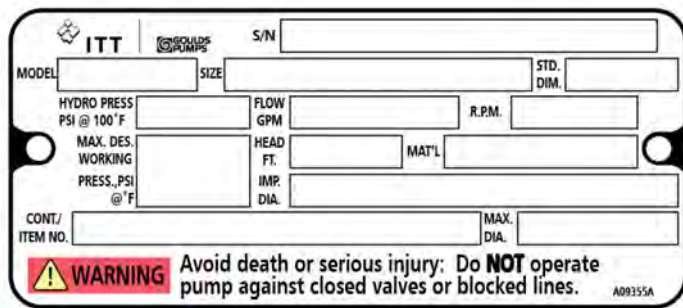 ITT GOULDS PUMPS S/N
MODEL SIZE STD. DIM.
HYDRO PRESS PSI @ 100°F FLOW GPM R.P.M.
MAX. DES. WORKING HEAD FT. MAT'L
PRESS.,PSI @°F IMP. DIA.
CONT./ ITEM NO. MAX. DIA.
WARNING Avoid death or serious injury: Do NOT operate
pump against closed valves or blocked lines. A09355A